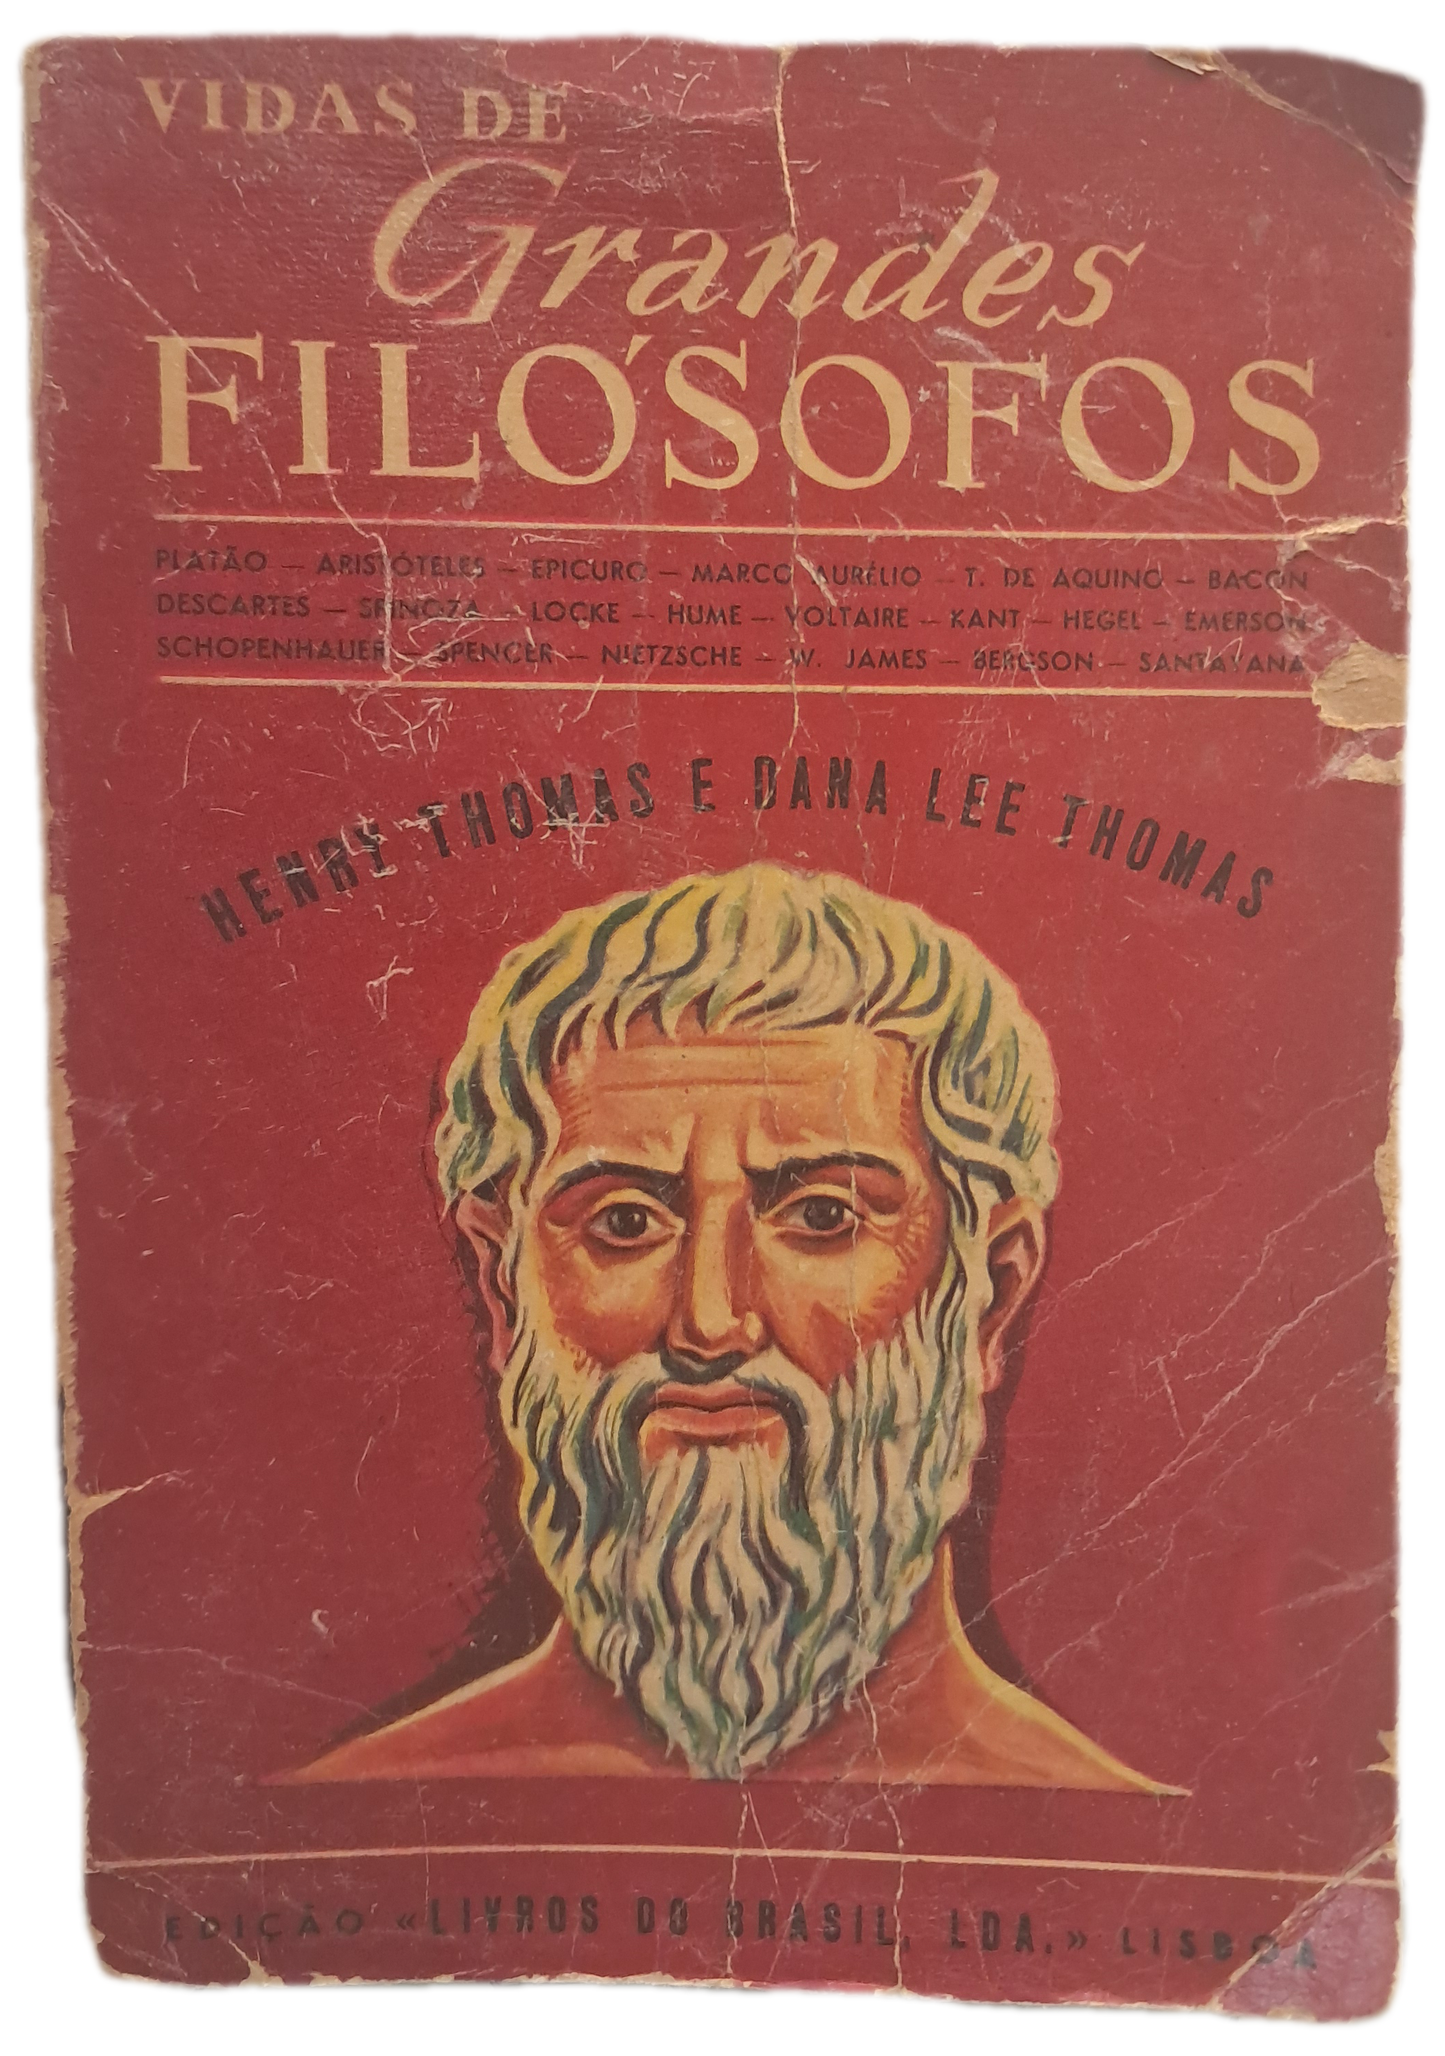 VIDAS DE
Grandes
FILÓSOFOS
PLATÃO — ARISTÓTELES — EPICURO — MARCO AURÉLIO — T. DE AQUINO — BACON
DESCARTES — SPINOZA — LOCKE — HUME — VOLTAIRE — KANT — HEGEL — EMERSON
SCHOPENHAUER — SPENCER — NIETZSCHE — W. JAMES — BERGSON — SANTAYANA
HENRY THOMAS E DANA LEE THOMAS
EDIÇÃO «LIVROS DO BRASIL, LDA.» LISBOA